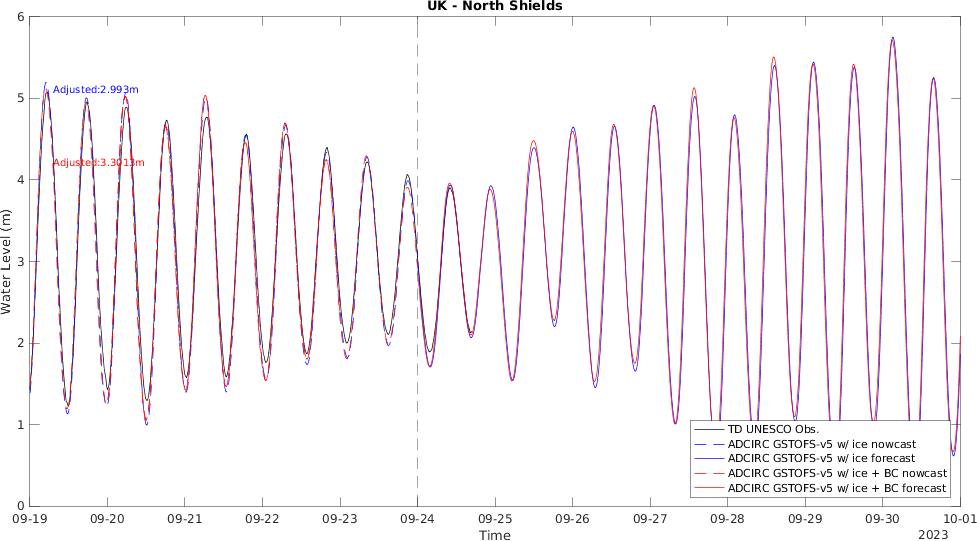 UK - North Shields
6
5
4
3
2
1
0
Water Level (m)
Adjusted:2.993m
Adjusted:3.3013m
TD UNESCO Obs.
ADCIRC GSTOFS-v5 w/ ice nowcast
ADCIRC GSTOFS-v5 w/ ice forecast
ADCIRC GSTOFS-v5 w/ ice + BC nowcast
ADCIRC GSTOFS-v5 w/ ice + BC forecast
09-19 09-20 09-21 09-22 09-23 09-24 09-25 09-26 09-27 09-28 09-29 09-30 10-01
Time
2023